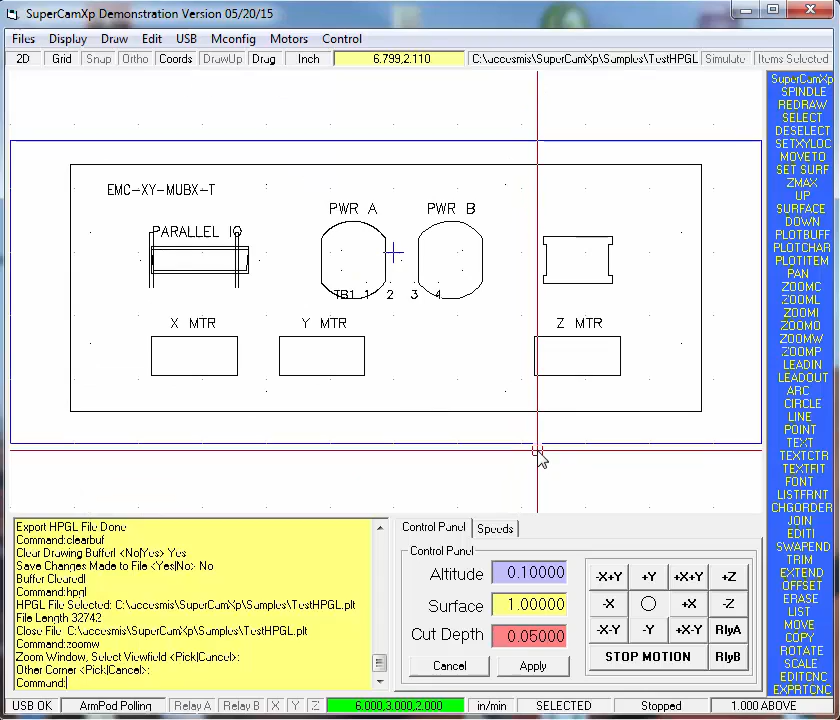 SuperCamXp Demonstration Version 05/20/15
Files Display Draw Edit USB Mconfig Motors Control
2D Grid Snap Ortho Coords DrawUp Drag Inch 6.799,2.110 C:\accesmis\SuperCamXp\Samples\TestHPGL Simulate Items Selected
EMC-XY-MUBX-T
PWR A PWR B
PARALLEL IO
TB1 1 2 3 4
X MTR Y MTR Z MTR
SuperCamXp
SPINDLE
REDRAW
SELECT
DESELECT
SETXYLOC
MOVETO
SET SURF
ZMAX
UP
SURFACE
DOWN
PLOTBUFF
PLOTCHAR
PLOTITEM
PAN
ZOOMC
ZOOML
ZOOMI
ZOOMO
ZOOMW
ZOOMP
LEADIN
LEADOUT
ARC
CIRCLE
LINE
POINT
TEXT
TEXTCTR
TEXTFIT
FONT
LISTFRNT
CHGORDER
JOIN
EDITI
SWAPEND
TRIM
EXTEND
OFFSET
ERASE
LIST
MOVE
COPY
ROTATE
SCALE
EDITCNC
EXPRTCNC
Export HPGL File Done
Command:clearbuf
Clear Drawing Buffer! <No|Yes> Yes
Save Changes Made to File <Yes|No> No
Buffer Cleared!
Command:hpgl
HPGL File Selected: C:\accesmis\SuperCamXp\Samples\TestHPGL.plt
File Length 32742
Close File C:\accesmis\SuperCamXp\Samples\TestHPGL.plt
Command:zoomw
Zoom Window, Select Viewfield <Pick|Cancel>:
Other Corner <Pick|Cancel>:
Command:
Control Panel Speeds
Control Panel
Altitude 0.10000
Surface 1.00000
Cut Depth 0.05000
Cancel Apply
-X+Y +Y +X+Y +Z
-X +X -Z
-X-Y -Y +X-Y RlyA
STOP MOTION RlyB
USB OK ArmPod Polling Relay A Relay B X Y Z 6.000,3.000,2.000 in/min SELECTED Stopped 1.000 ABOVE